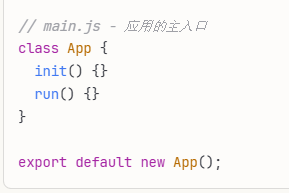 // main.js - 应用的主入口
class App {
  init() {}
  run() {}
}

export default new App();